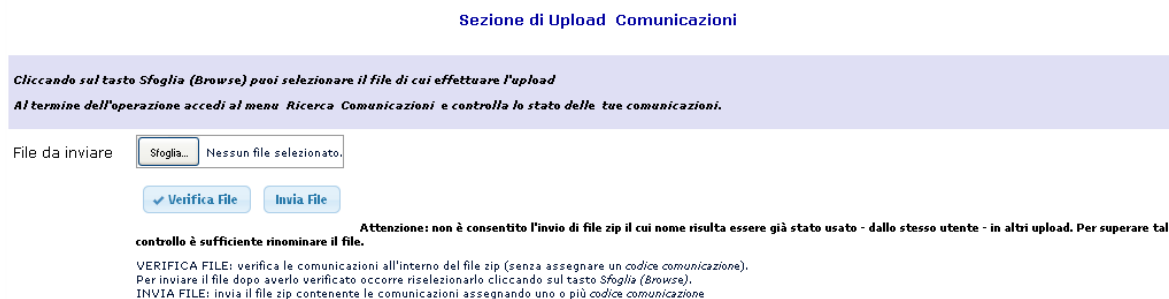 Sezione di Upload Comunicazioni
Cliccando sul tasto Sfoglia (Browse) puoi selezionare il file di cui effettuare l'upload
Al termine dell'operazione accedi al menu Ricerca Comunicazioni e controlla lo stato delle tue comunicazioni.
File da inviare Sfoglia... Nessun file selezionato.
Verifica File Invia File
Attenzione: non è consentito l'invio di file zip il cui nome risulta essere già stato usato - dallo stesso utente - in altri upload. Per superare tal
controllo è sufficiente rinominare il file.
VERIFICA FILE: verifica le comunicazioni all'interno del file zip (senza assegnare un codice comunicazione).
Per inviare il file dopo averlo verificato occorre riselezionarlo cliccando sul tasto Sfoglia (Browse).
INVIA FILE: invia il file zip contenente le comunicazioni assegnando uno o più codice comunicazione